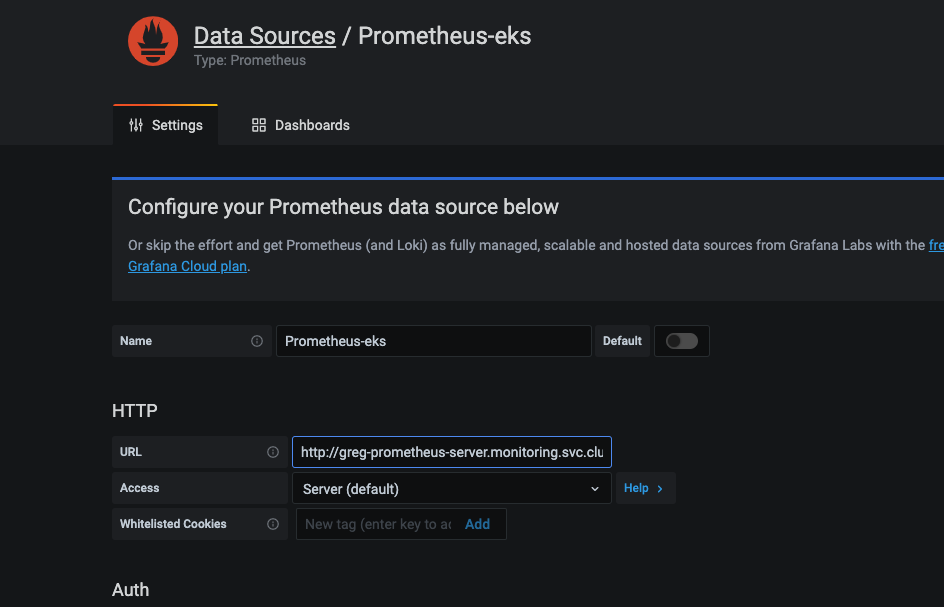 Data Sources / Prometheus-eks
Type: Prometheus
Settings
Dashboards
Configure your Prometheus data source below
Or skip the effort and get Prometheus (and Loki) as fully managed, scalable and hosted data sources from Grafana Labs with the fre
Grafana Cloud plan.
Name Prometheus-eks Default
HTTP
URL http://greg-prometheus-server.monitoring.svc.clu
Access Server (default) Help >
Whitelisted Cookies New tag (enter key to ac Add
Auth